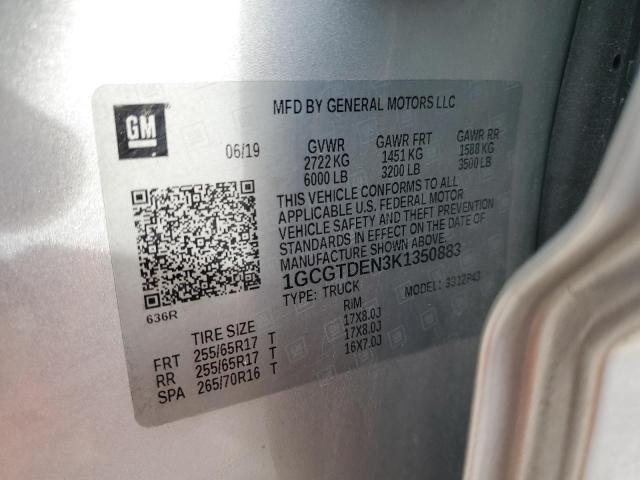 MFD BY GENERAL MOTORS LLC
GM
06/19
GVWR GAWR FRT GAWR RR
2722 KG 1451 KG 1588 KG
6000 LB 3200 LB 3500 LB
THIS VEHICLE CONFORMS TO ALL
APPLICABLE U.S. FEDERAL MOTOR
VEHICLE SAFETY AND THEFT PREVENTION
STANDARDS IN EFFECT ON THE DATE OF
MANUFACTURE SHOWN ABOVE.
1GCGTDEN3K1350883
TYPE: TRUCK MODEL:
636R
TIRE SIZE RIM
FRT 255/65R17 T 17X8.0J
RR 255/65R17 T 17X8.0J
SPA 265/70R16 T 16X7.0J